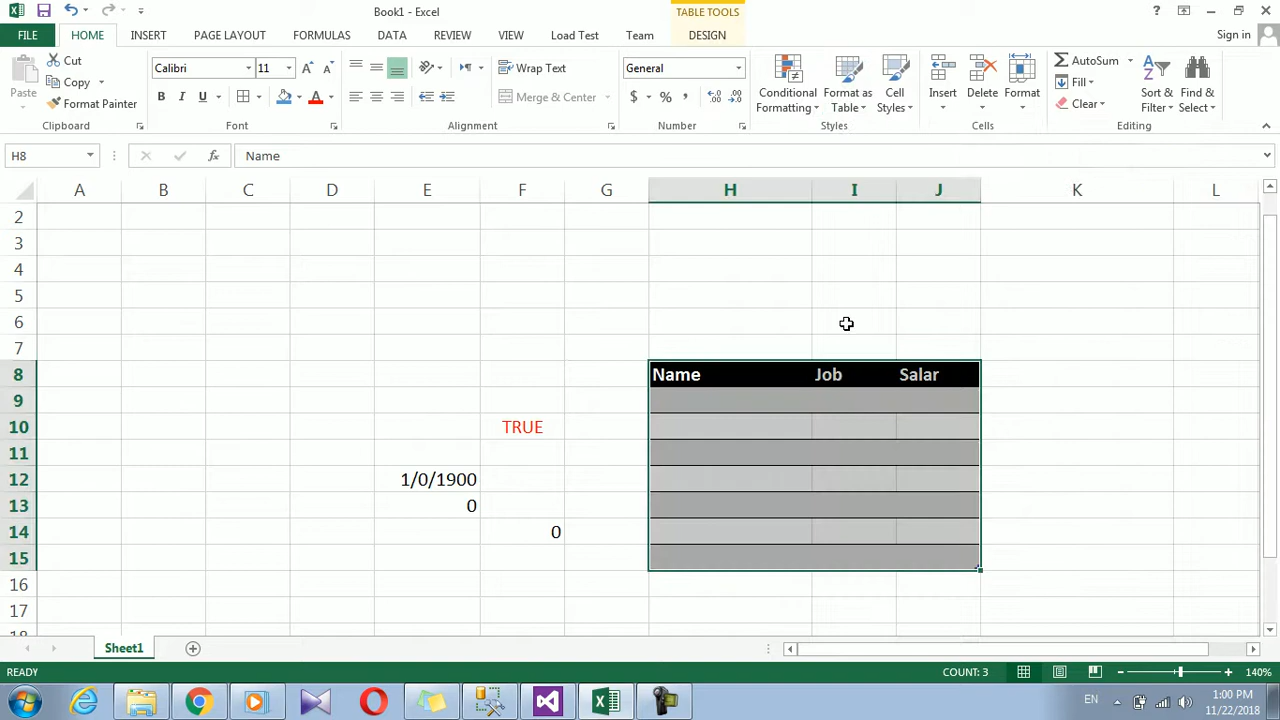 Book1 - Excel
TABLE TOOLS
?
FILE
HOME
INSERT
PAGE LAYOUT
FORMULAS
DATA
REVIEW
VIEW
Load Test
Team
DESIGN
Sign in
Paste
Cut
Copy
Format Painter
Clipboard
Calibri
11
B I U
Font
Wrap Text
Merge & Center
Alignment
General
$ % ,
Number
Conditional Formatting
Format as Table
Cell Styles
Styles
Insert
Delete
Format
Cells
AutoSum
Fill
Clear
Sort & Filter
Find & Select
Editing
H8
fx
Name
A B C D E F G H I J K L
2
3
4
5
6
7
8 Name Job Salar
9
10 TRUE
11
12 1/0/1900
13 0
14 0
15
16
17
18
Sheet1
READY
COUNT: 3
140%
EN
1:00 PM
11/22/2018